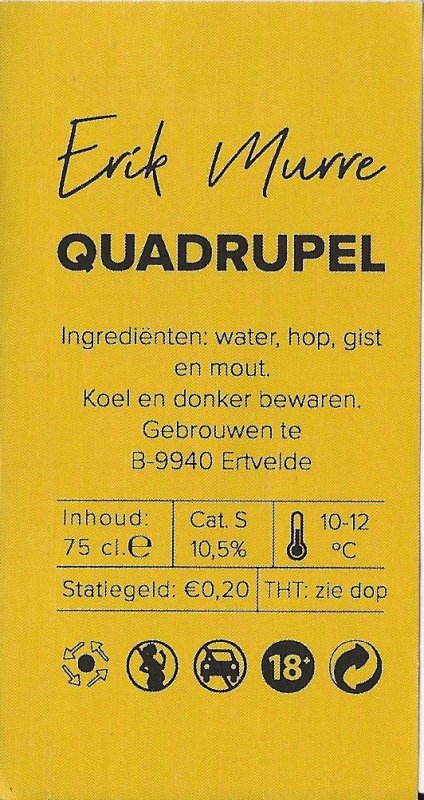 Erik Murre
QUADRUPEL
Ingrediënten: water, hop, gist
en mout.
Koel en donker bewaren.
Gebrouwen te
B-9940 Ertvelde
Inhoud:
75 cl.℮
Cat. S
10,5%
10-12
°C
Statiegeld: €0,20
THT: zie dop
18+